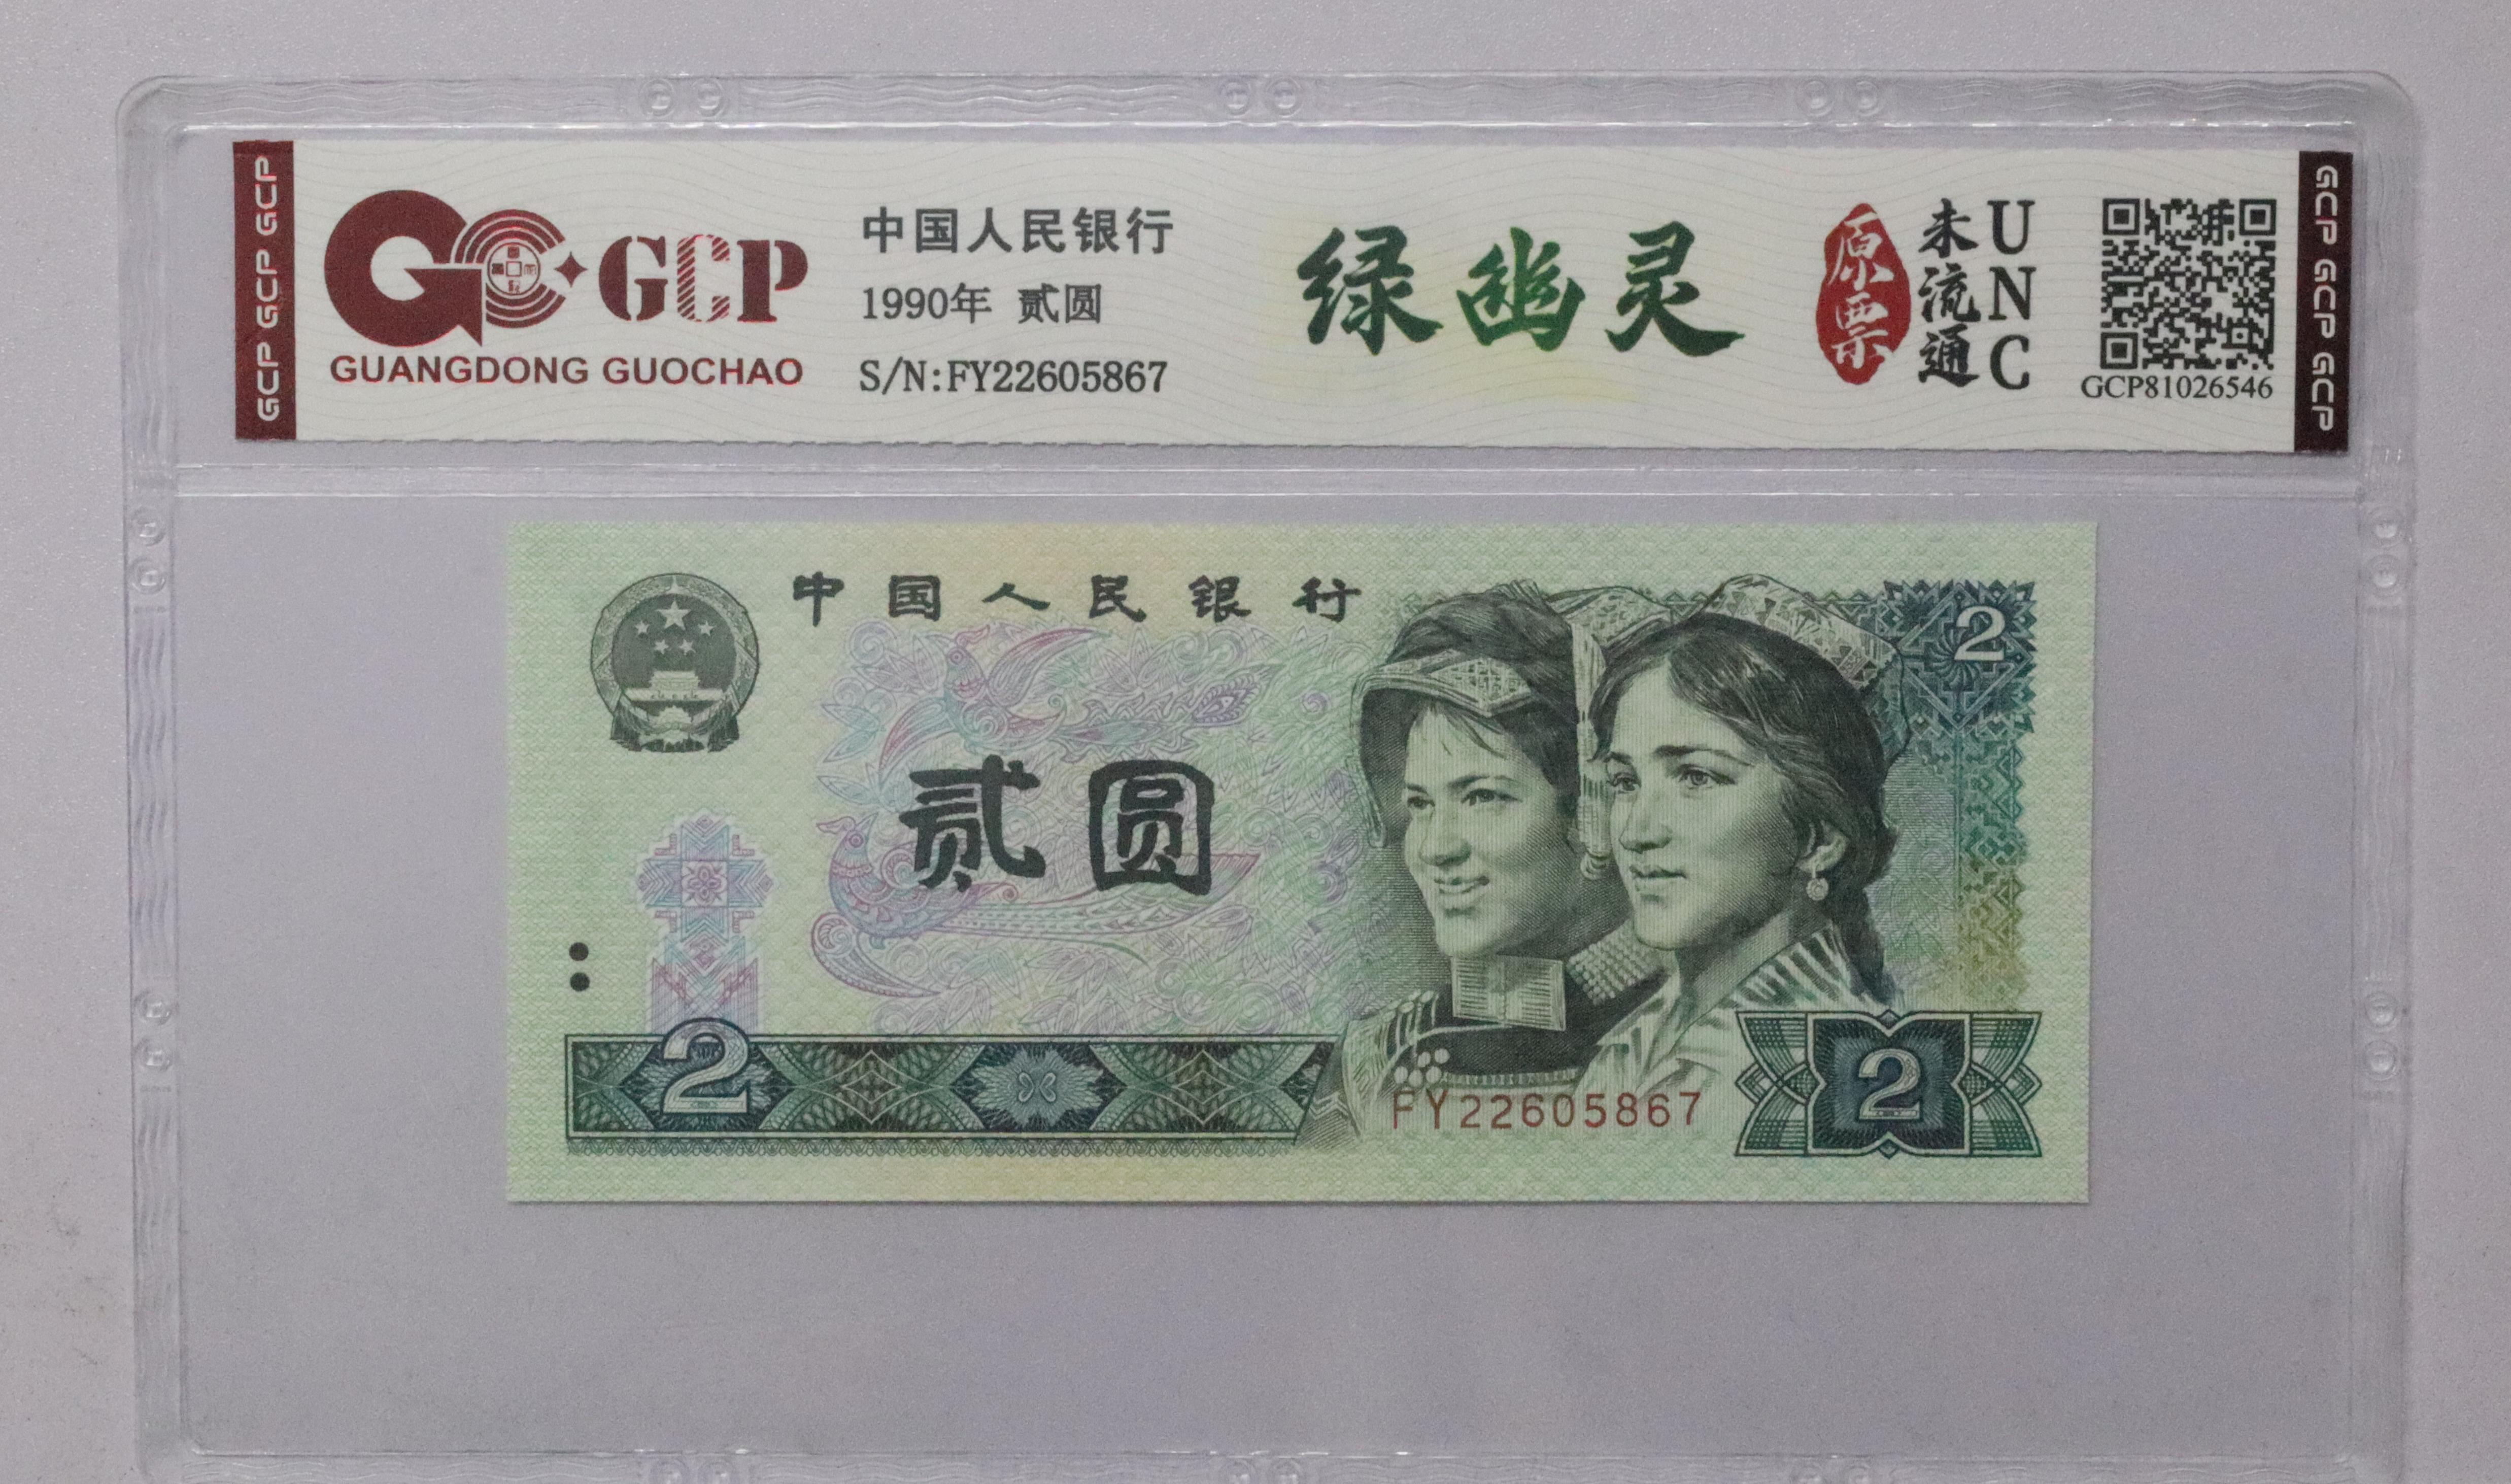 GCP GCP GCP
GCP
GUANGDONG GUOCHAO
中国人民银行
1990年 贰圆
S/N:FY22605867
绿幽灵
原票
未流通
UNC
GCP81026546
GCP GCP GCP
中国人民银行
2
贰圆
2
FY22605867
2